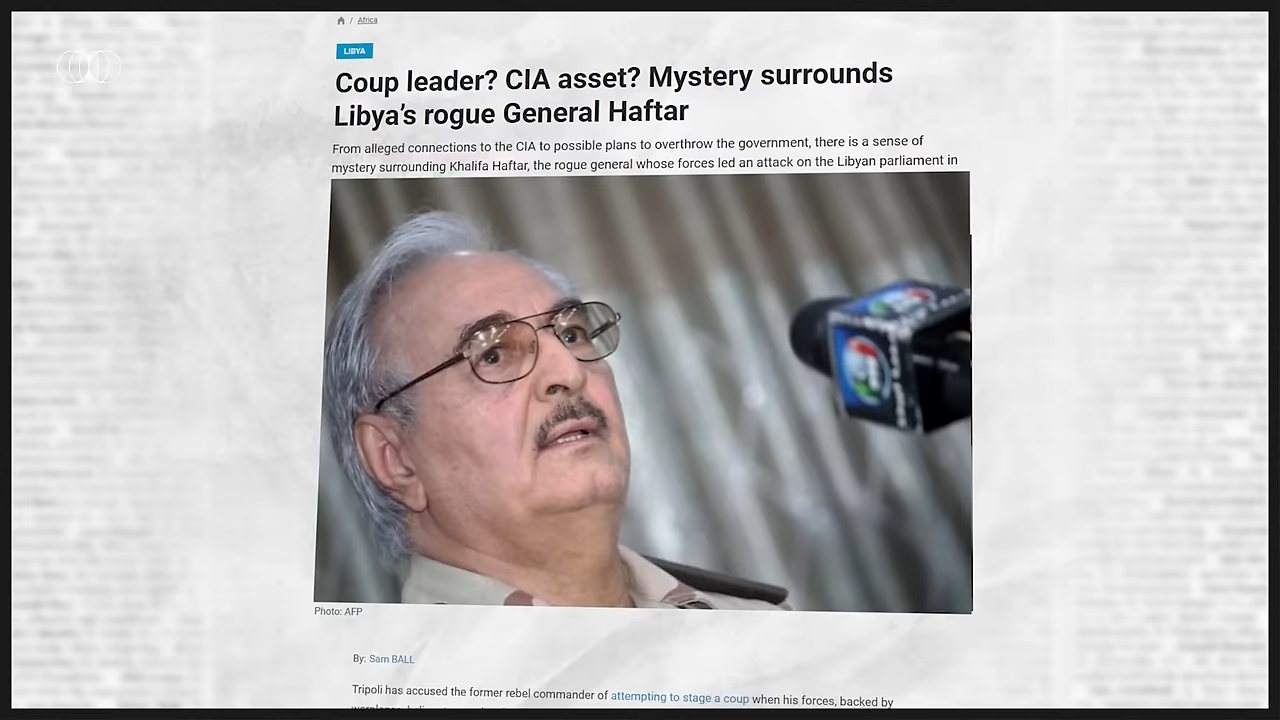 / Africa
LIBYA
Coup leader? CIA asset? Mystery surrounds
Libya's rogue General Haftar
From alleged connections to the CIA to possible plans to overthrow the government, there is a sense of
mystery surrounding Khalifa Haftar, the rogue general whose forces led an attack on the Libyan parliament in
Photo: AFP
By: Sam BALL
Tripoli has accused the former rebel commander of attempting to stage a coup when his forces, backed by